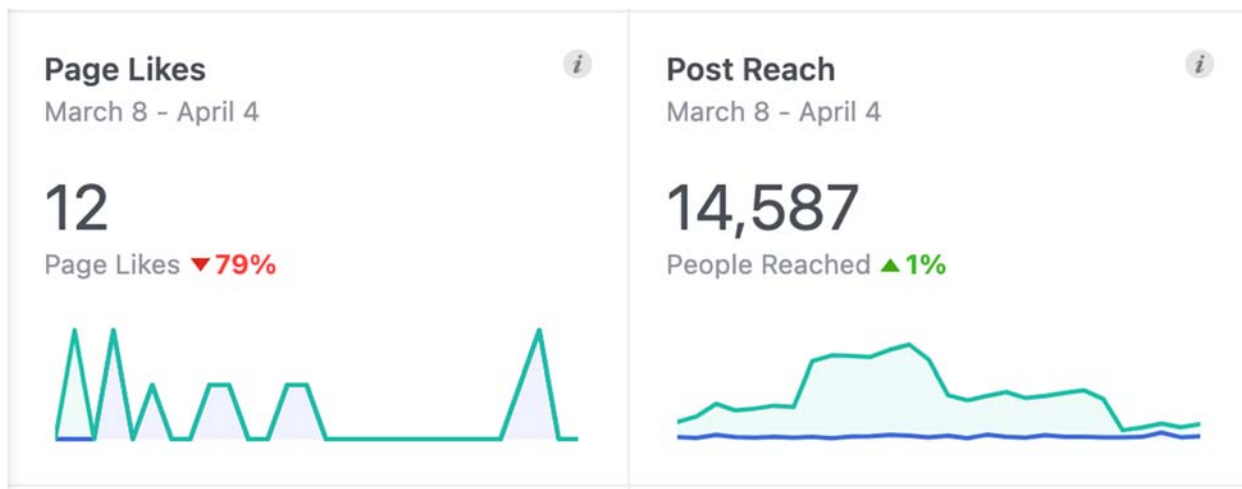 Page Likes
March 8 - April 4
12
Page Likes ▼79%
Post Reach
March 8 - April 4
14,587
People Reached ▲1%